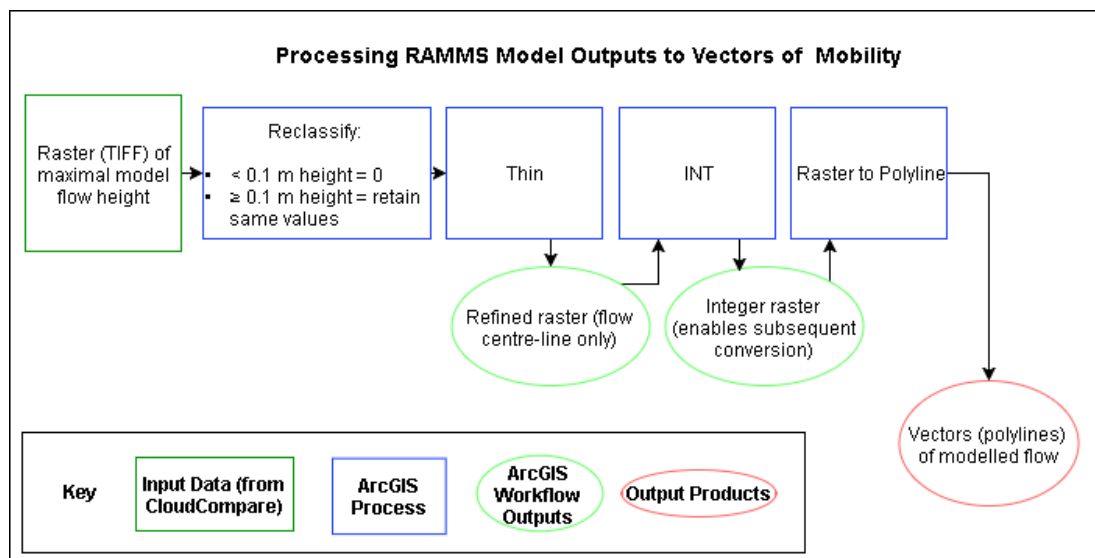 Processing RAMMS Model Outputs to Vectors of Mobility
Raster (TIFF) of
maximal model
flow height
Reclassify:
▪ < 0.1 m height = 0
▪ ≥ 0.1 m height = retain
same values
Thin
INT
Raster to Polyline
Refined raster (flow
centre-line only)
Integer raster
(enables subsequent
conversion)
Vectors (polylines)
of modelled flow
Key
Input Data (from
CloudCompare)
ArcGIS
Process
ArcGIS
Workflow
Outputs
Output Products